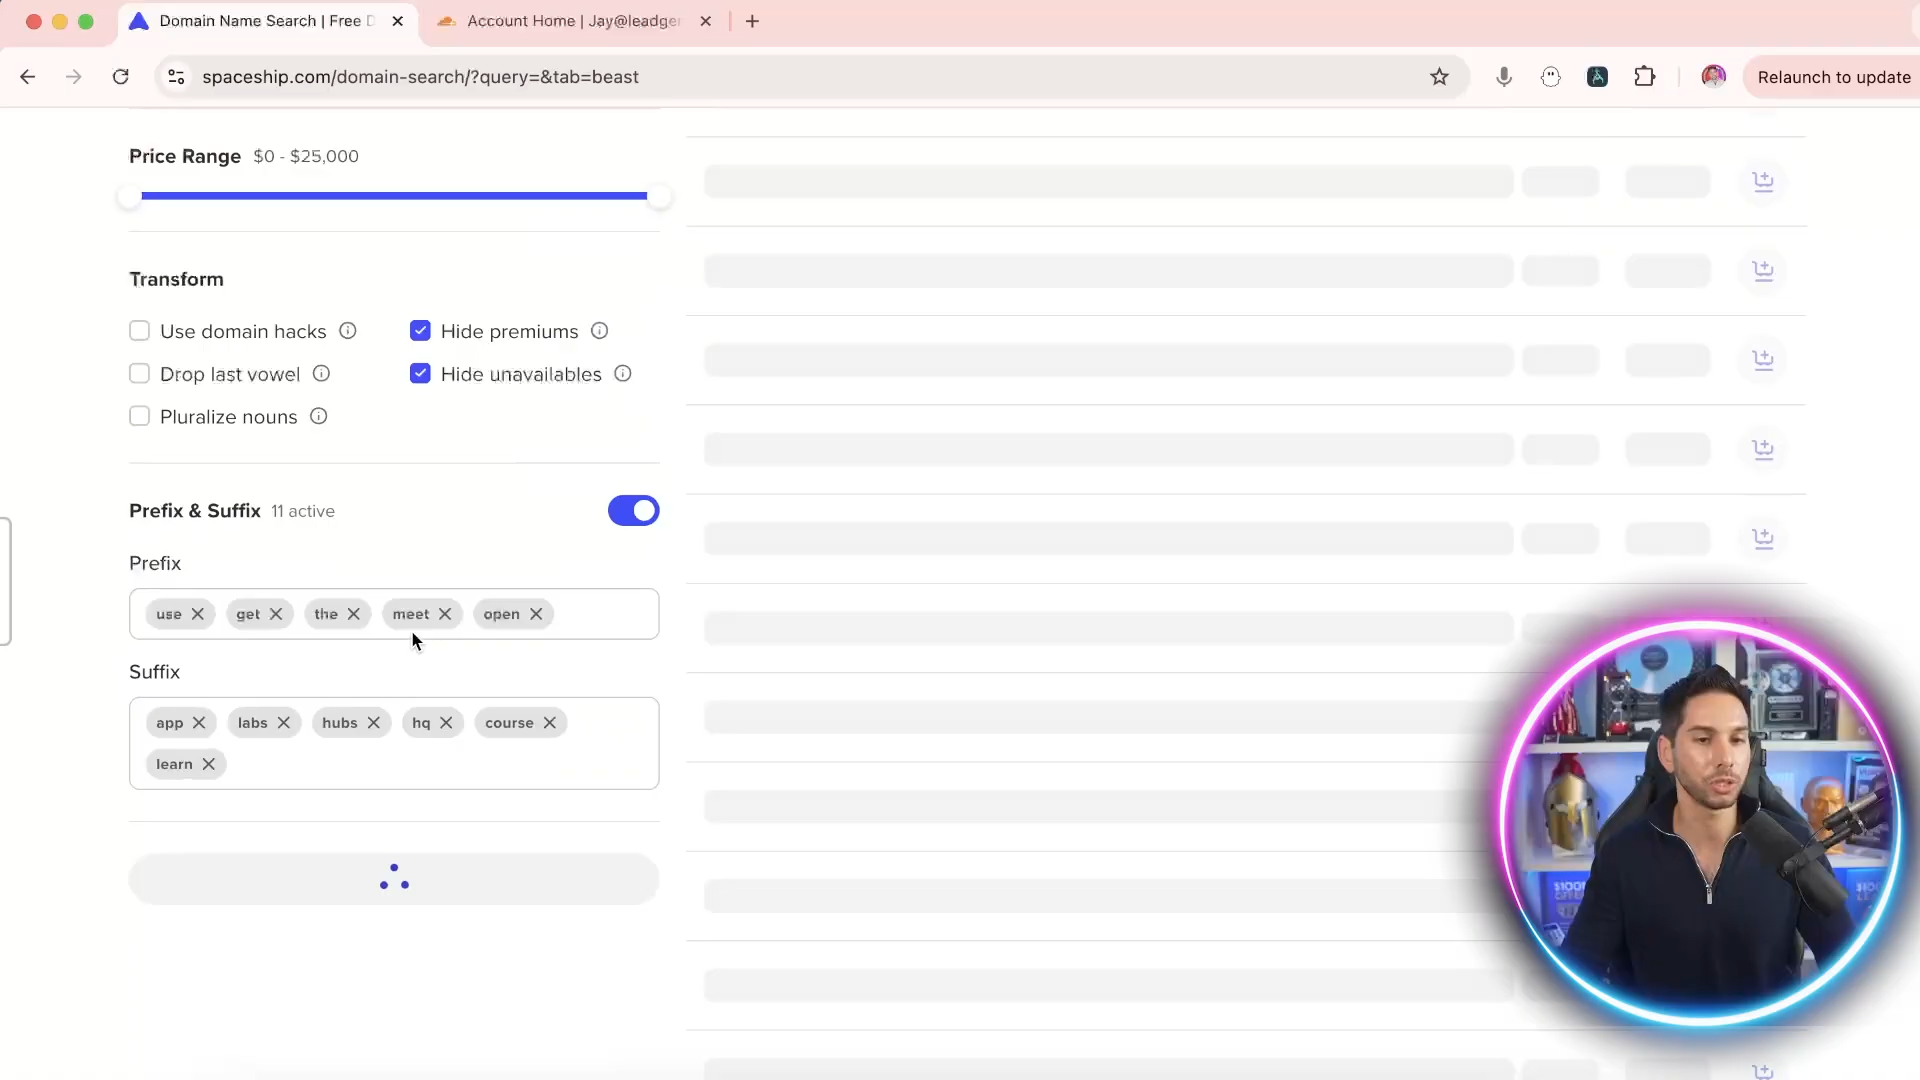 Domain Name Search | Free D
Account Home | Jay@leadger
spaceship.com/domain-search/?query=&tab=beast
Relaunch to update
Price Range $0 - $25,000
Transform
Use domain hacks
Hide premiums
Drop last vowel
Hide unavailables
Pluralize nouns
Prefix & Suffix 11 active
Prefix
use
get
the
meet
open
Suffix
app
labs
hubs
hq
course
learn
$100M